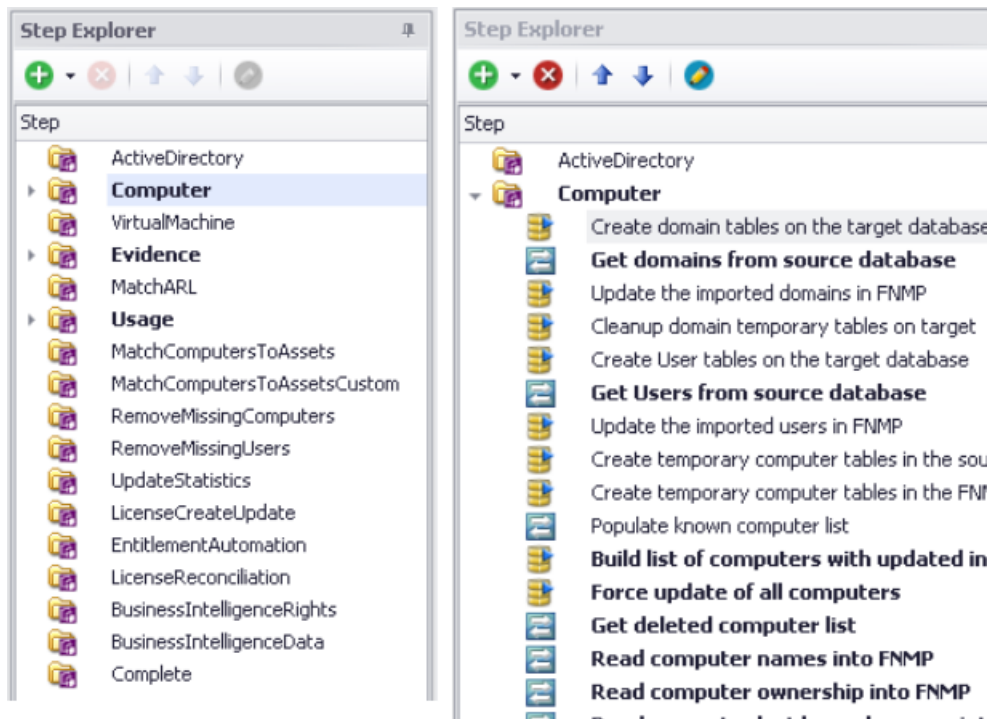 Step Explorer
Step
ActiveDirectory
Computer
VirtualMachine
Evidence
MatchARL
Usage
MatchComputersToAssets
MatchComputersToAssetsCustom
RemoveMissingComputers
RemoveMissingUsers
UpdateStatistics
LicenseCreateUpdate
EntitlementAutomation
LicenseReconciliation
BusinessIntelligenceRights
BusinessIntelligenceData
Complete
Step Explorer
Step
ActiveDirectory
Computer
Create domain tables on the target database
Get domains from source database
Update the imported domains in FNMP
Cleanup domain temporary tables on target
Create User tables on the target database
Get Users from source database
Update the imported users in FNMP
Create temporary computer tables in the sou
Create temporary computer tables in the FN
Populate known computer list
Build list of computers with updated in
Force update of all computers
Get deleted computer list
Read computer names into FNMP
Read computer ownership into FNMP